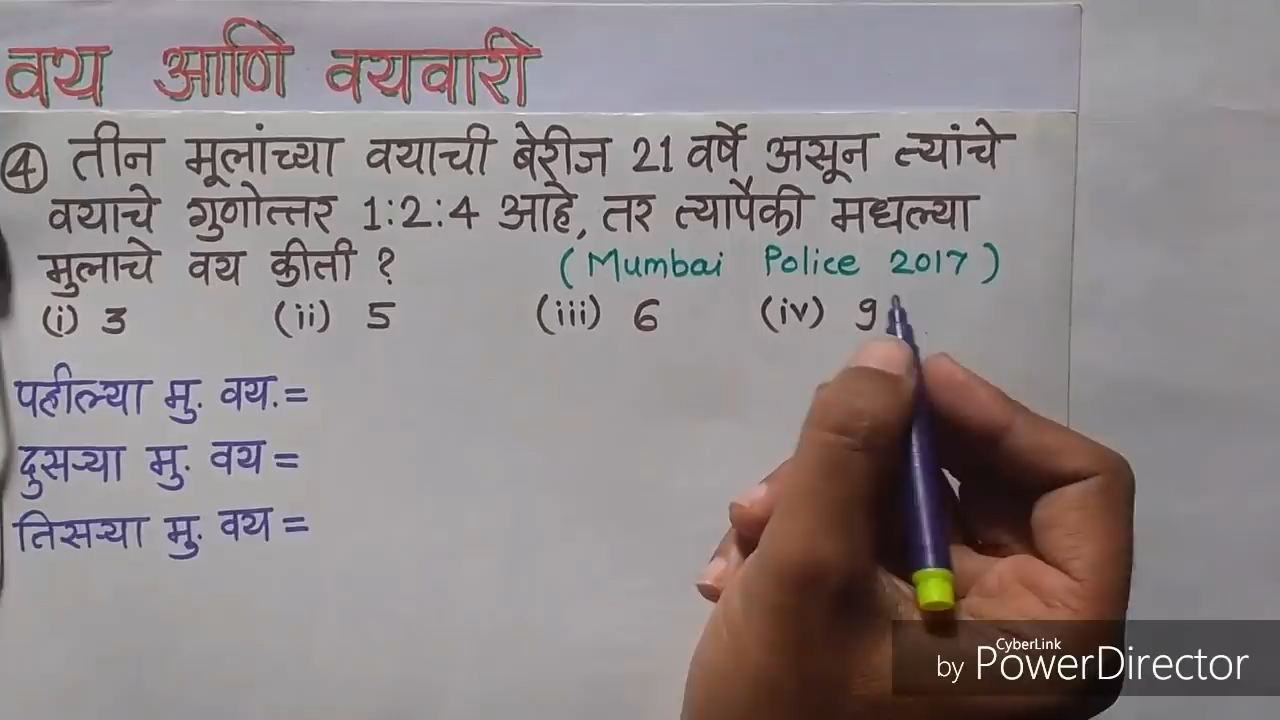 वय आणि वयवारी
④ तीन मूलांच्या वयाची बेरीज 21 वर्षे असून त्यांचे
वयाचे गुणोत्तर 1:2:4 आहे, तर त्यापैकी मधल्या
मुलाचे वय कीती ? (Mumbai Police 2017)
(i) 3 (ii) 5 (iii) 6 (iv) 9
पहील्या मु. वय.=
दुसऱ्या मु. वय =
तिसऱ्या मु. वय =
CyberLink
by PowerDirector